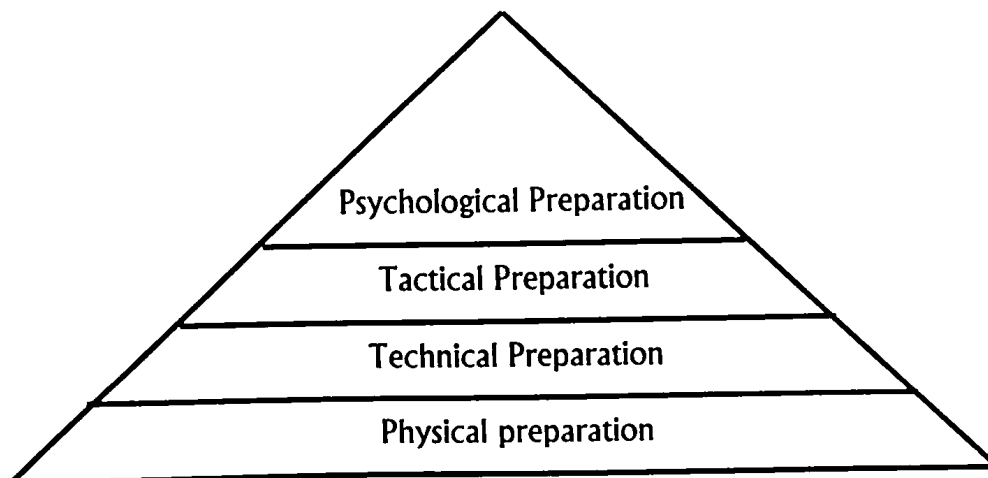 Psychological Preparation
Tactical Preparation
Technical Preparation
Physical preparation